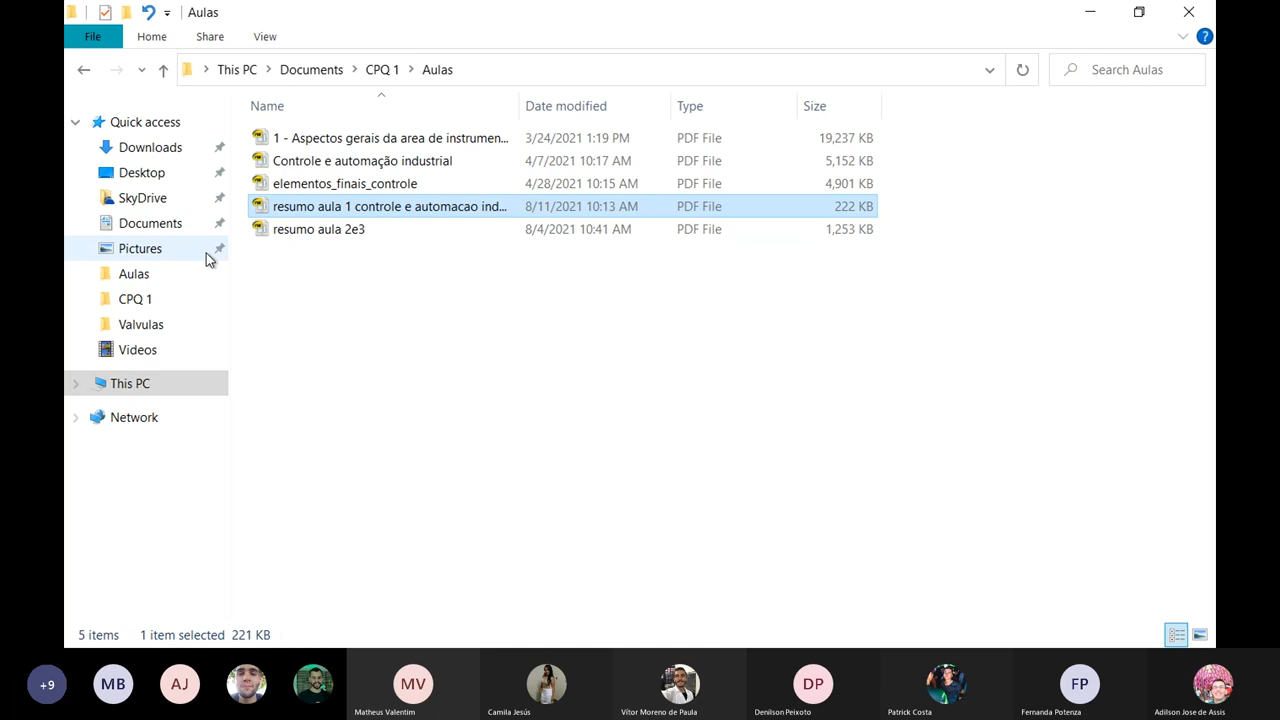 Aulas
File Home Share View
This PC Documents CPQ 1 Aulas Search Aulas
Name Date modified Type Size
Quick access
Downloads
Desktop
SkyDrive
Documents
Pictures
Aulas
CPQ 1
Valvulas
Videos
This PC
Network
1 - Aspectos gerais da area de instrumen... 3/24/2021 1:19 PM PDF File 19,237 KB
Controle e automação industrial 4/7/2021 10:17 AM PDF File 5,152 KB
elementos_finais_controle 4/28/2021 10:15 AM PDF File 4,901 KB
resumo aula 1 controle e automacao ind... 8/11/2021 10:13 AM PDF File 222 KB
resumo aula 2e3 8/4/2021 10:41 AM PDF File 1,253 KB
5 items 1 item selected 221 KB
+9 MB AJ MV DP FP
Matheus Valentim Camila Jesús Vítor Moreno de Paula Denilson Peixoto Patrick Costa Fernanda Potenza Adilson Jose de Assis